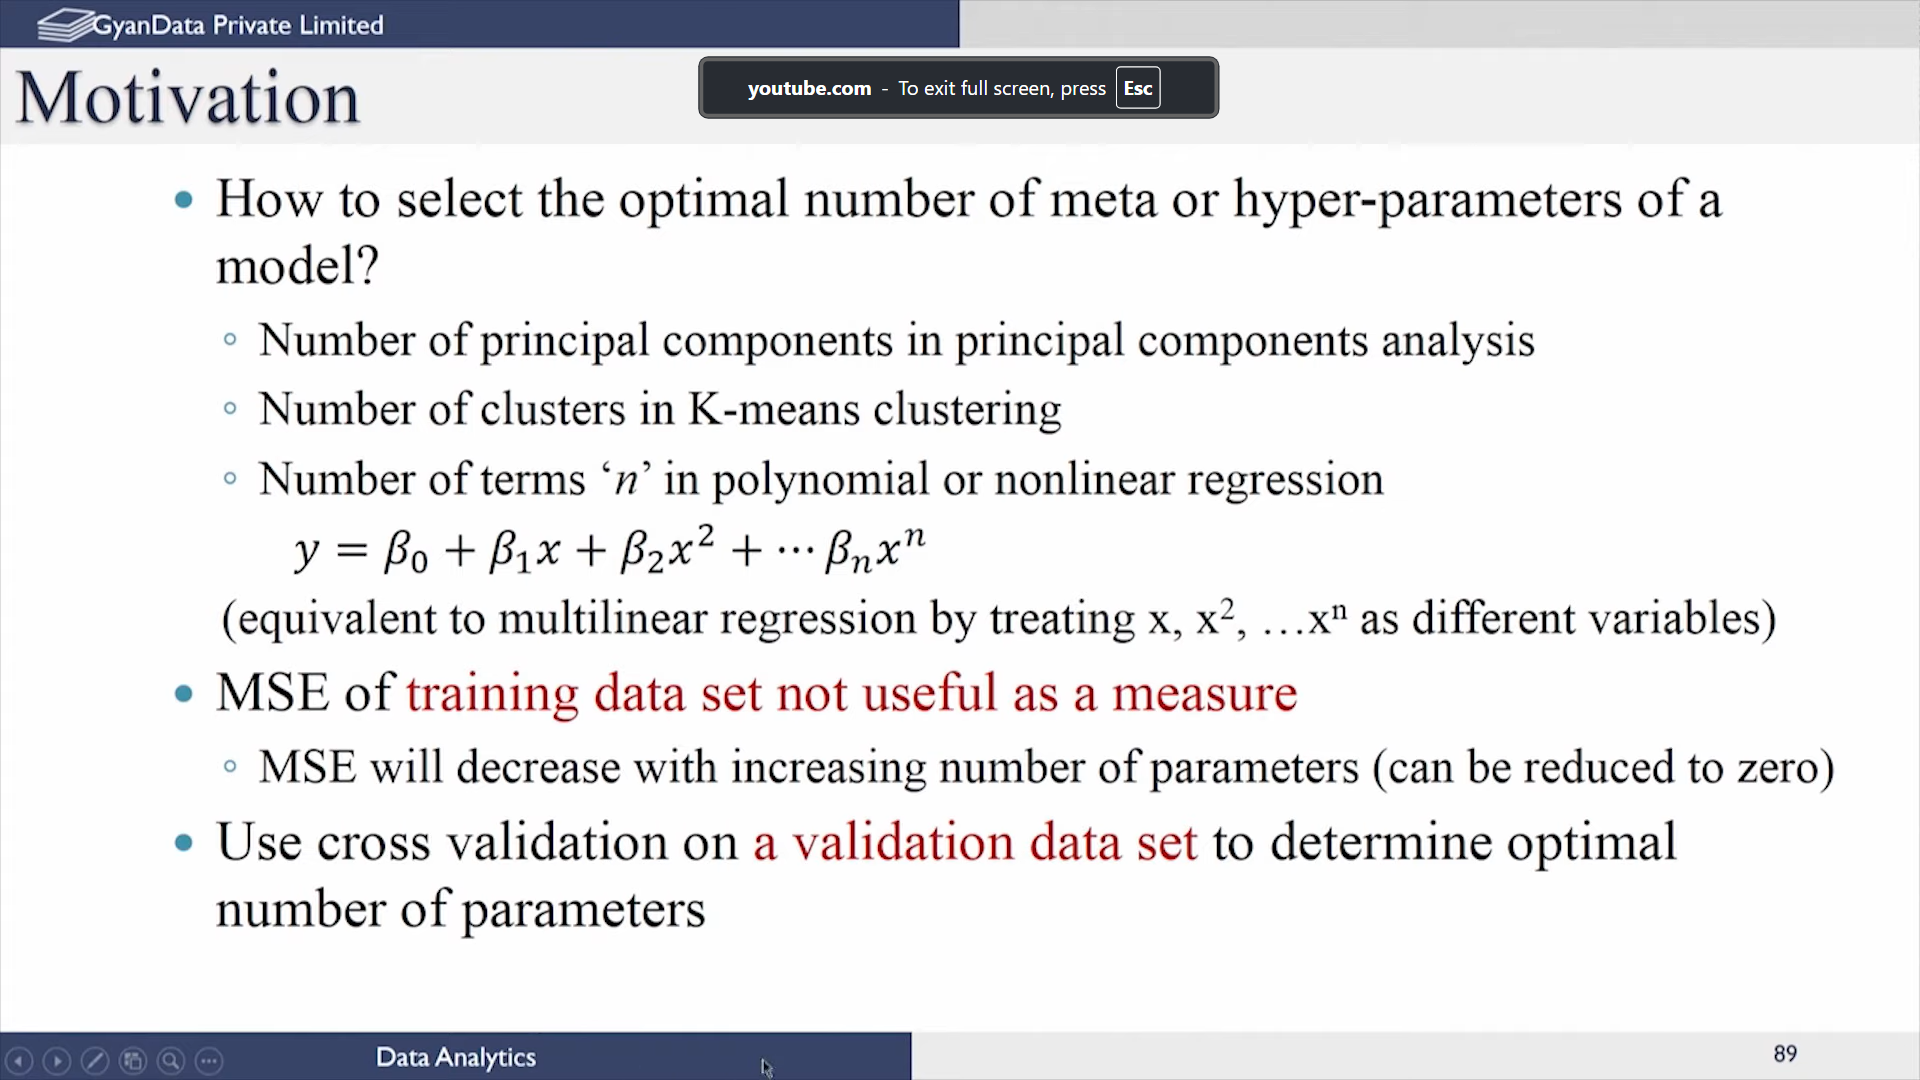 GyanData Private Limited
youtube.com - To exit full screen, press Esc
Motivation
• How to select the optimal number of meta or hyper-parameters of a
model?
◦ Number of principal components in principal components analysis
◦ Number of clusters in K-means clustering
◦ Number of terms ‘n’ in polynomial or nonlinear regression
y = β₀ + β₁x + β₂x² + ⋯ βₙxⁿ
(equivalent to multilinear regression by treating x, x², …xⁿ as different variables)
• MSE of training data set not useful as a measure
◦ MSE will decrease with increasing number of parameters (can be reduced to zero)
• Use cross validation on a validation data set to determine optimal
number of parameters
Data Analytics
89